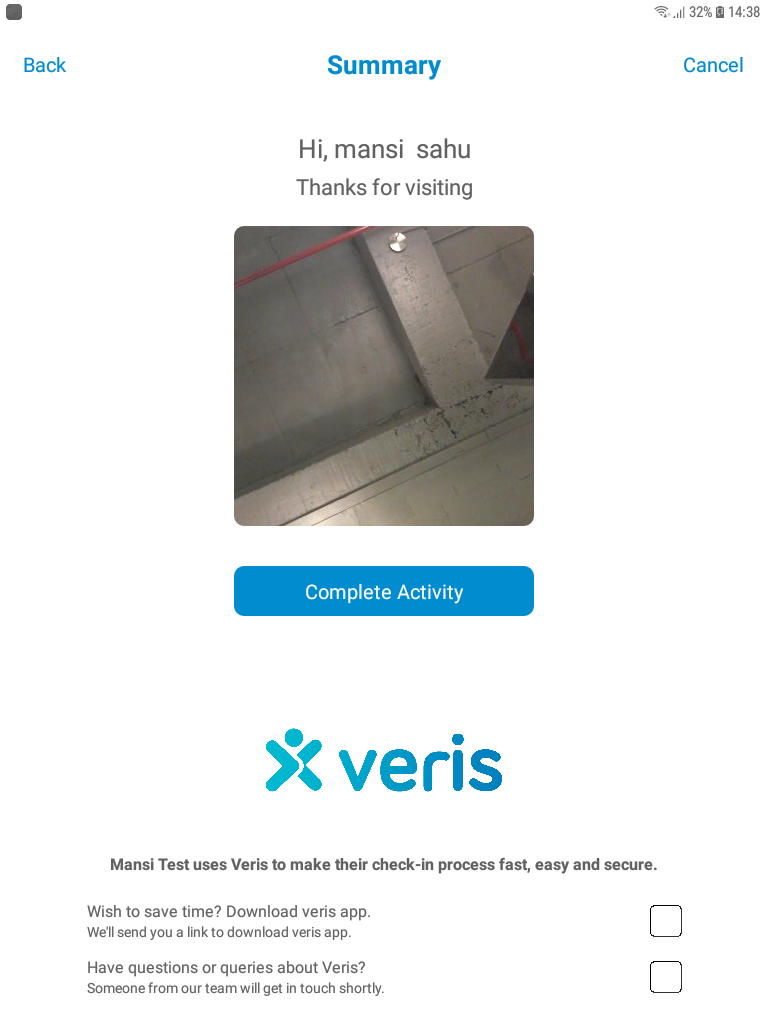 32% 14:38
Back Summary Cancel
Hi, mansi  sahu
Thanks for visiting
Complete Activity
veris
Mansi Test uses Veris to make their check-in process fast, easy and secure.
Wish to save time? Download veris app.
We'll send you a link to download veris app.
Have questions or queries about Veris?
Someone from our team will get in touch shortly.